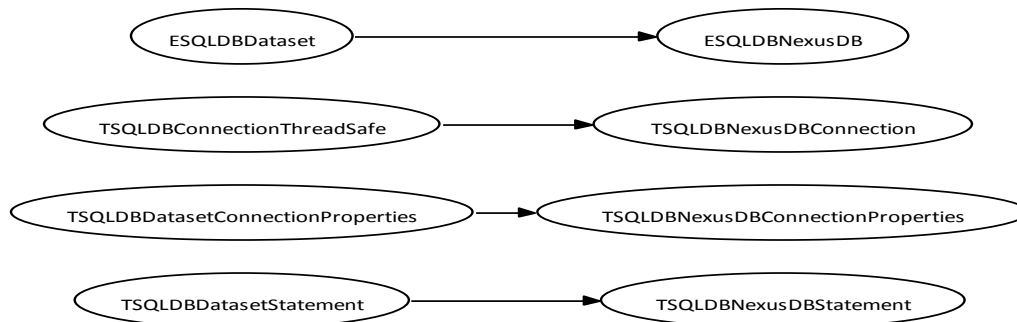 ESQLDBDataset ESQLDBNexusDB
TSQLDBConnectionThreadSafe TSQLDBNexusDBConnection
TSQLDBDatasetConnectionProperties TSQLDBNexusDBConnectionProperties
TSQLDBDatasetStatement TSQLDBNexusDBStatement